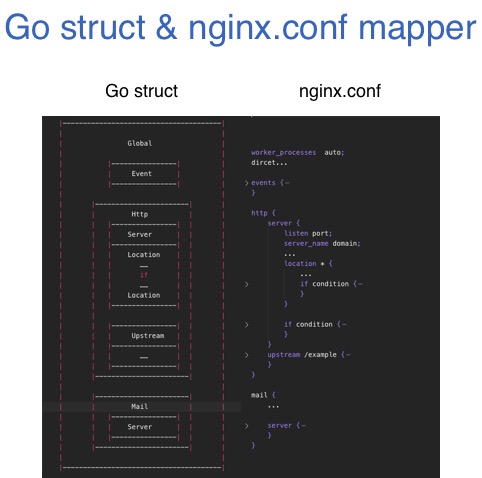 Go struct & nginx.conf mapper
Go struct
nginx.conf
Global
Event
Http
Server
Location
……
if
……
Location
Upstream
……
Mail
Server
worker_processes auto;
dircet...
events {
}
http {
server {
listen port;
server_name domain;
...
location * {
...
if condition {
}
}
if condition {
}
}
upstream /example {
}
}
mail {
...
server {
}
}